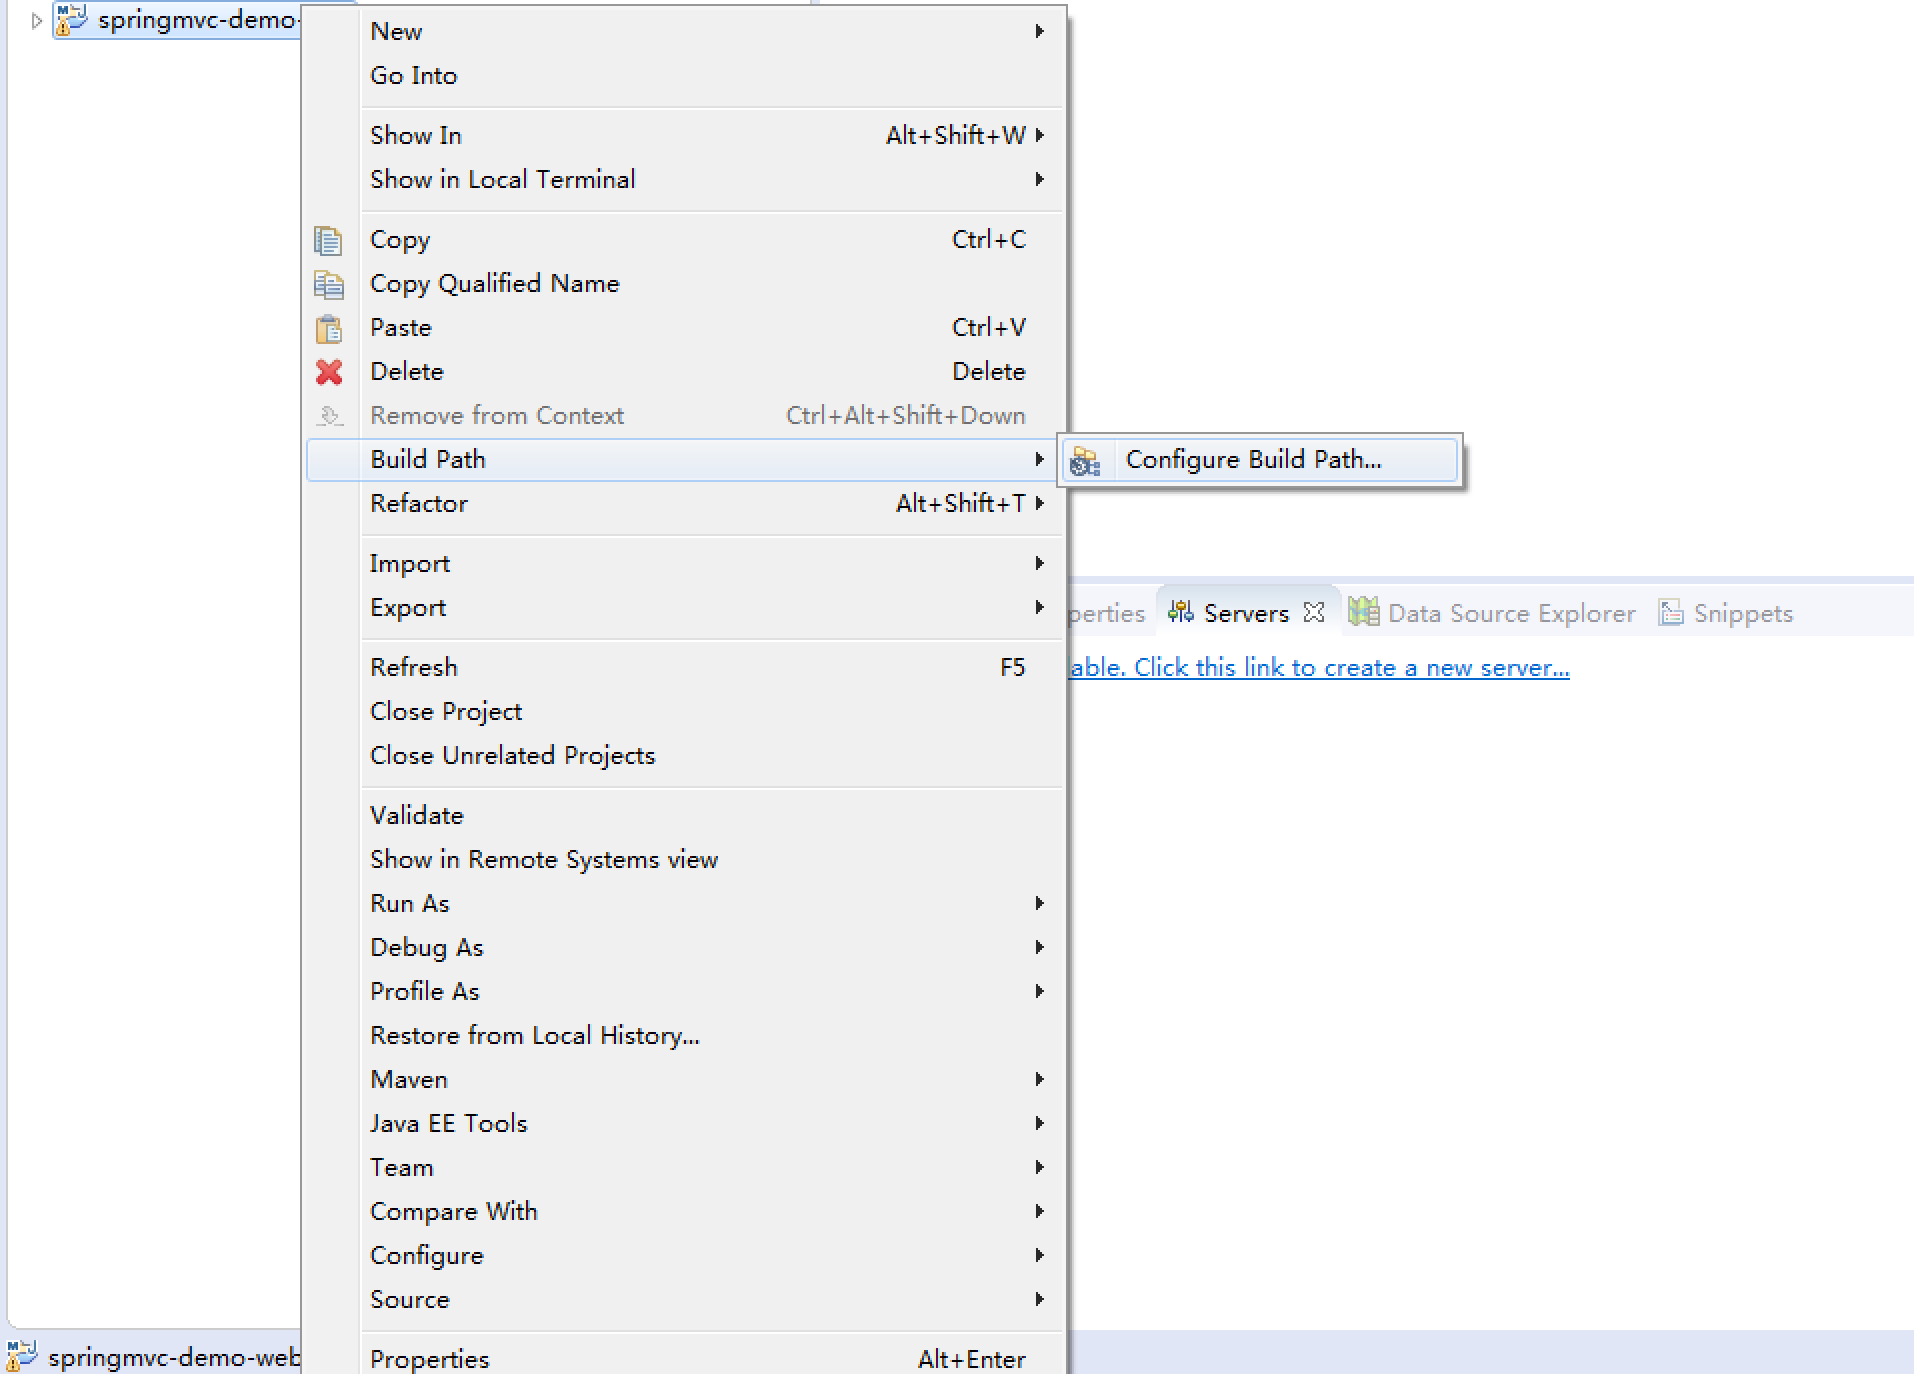 springmvc-demo-
New
Go Into
Show In Alt+Shift+W
Show in Local Terminal
Copy Ctrl+C
Copy Qualified Name
Paste Ctrl+V
Delete Delete
Remove from Context Ctrl+Alt+Shift+Down
Build Path
Configure Build Path...
Refactor Alt+Shift+T
Import
Export
perties Servers Data Source Explorer Snippets
Refresh F5
able. Click this link to create a new server...
Close Project
Close Unrelated Projects
Validate
Show in Remote Systems view
Run As
Debug As
Profile As
Restore from Local History...
Maven
Java EE Tools
Team
Compare With
Configure
Source
springmvc-demo-web
Properties Alt+Enter